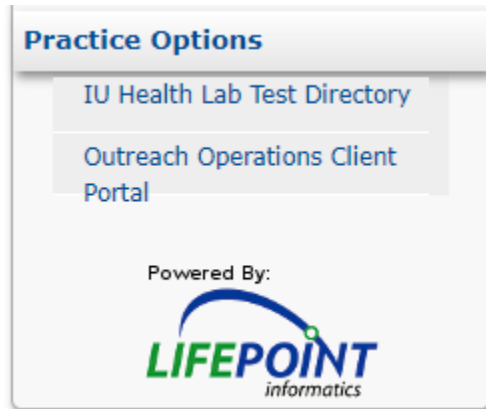 Practice Options
IU Health Lab Test Directory
Outreach Operations Client
Portal
Powered By:
LIFEPOINT
informatics